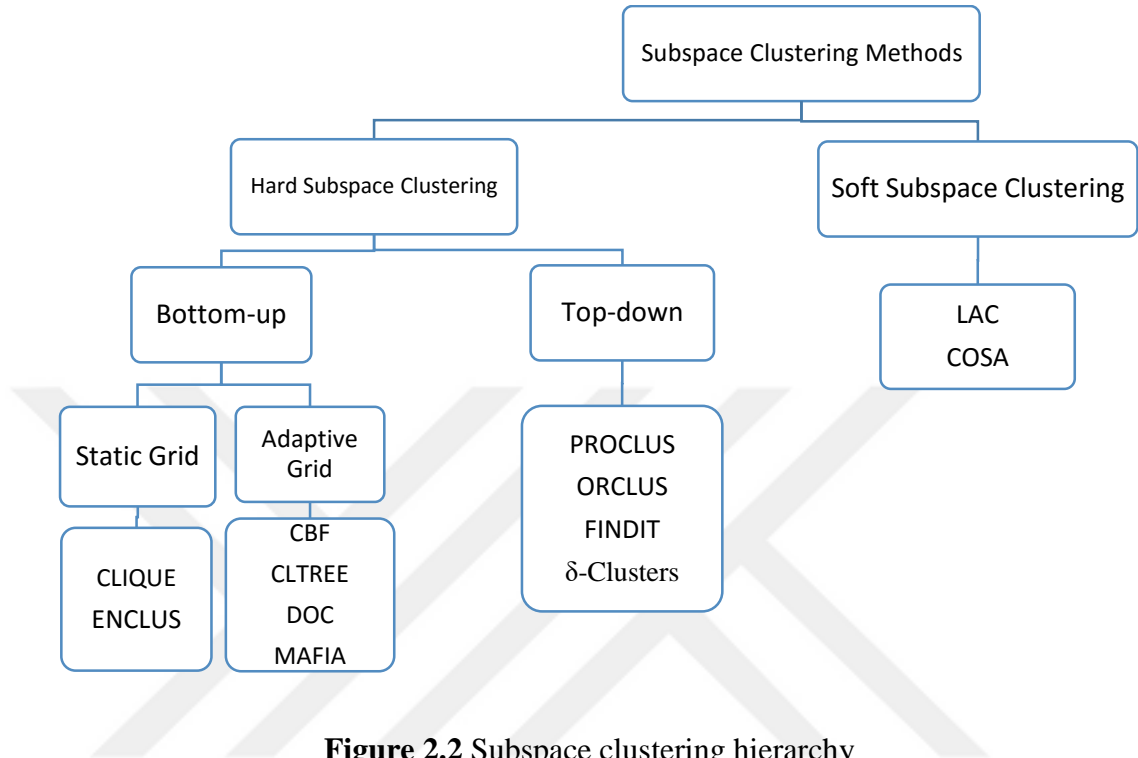 Subspace Clustering Methods
Hard Subspace Clustering
Soft Subspace Clustering
Bottom-up
Top-down
LAC
COSA
Static Grid
Adaptive
Grid
PROCLUS
ORCLUS
FINDIT
δ-Clusters
CLIQUE
ENCLUS
CBF
CLTREE
DOC
MAFIA
Figure 2.2 Subspace clustering hierarchy